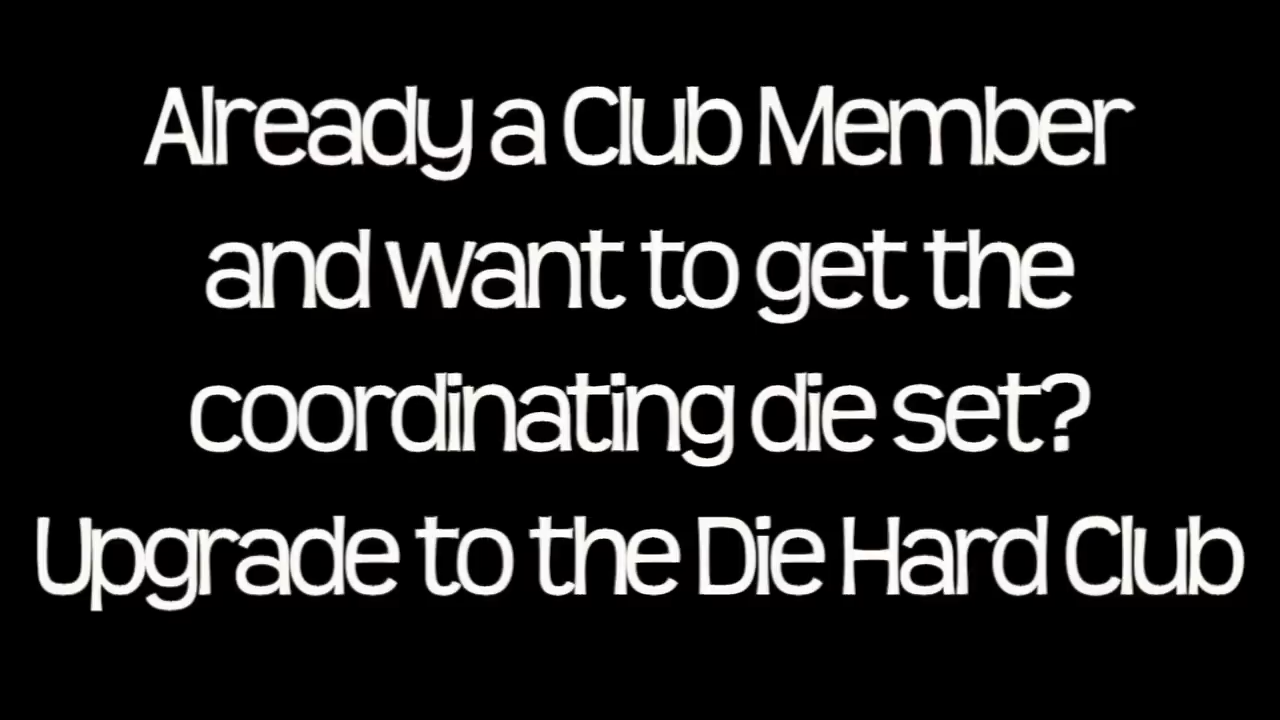 Already a Club Member
and want to get the
coordinating die set?
Upgrade to the Die Hard Club